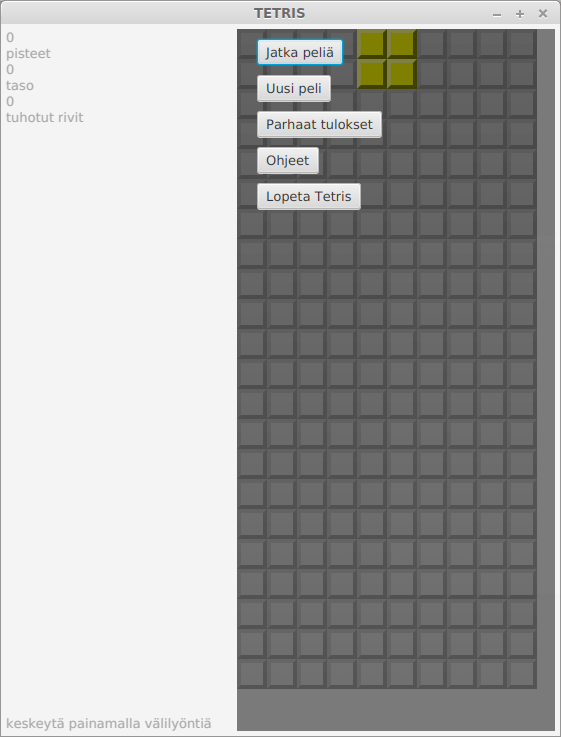 TETRIS
0
pisteet
0
taso
0
tuhotut rivit
Jatka peliä
Uusi peli
Parhaat tulokset
Ohjeet
Lopeta Tetris
keskeytä painamalla välilyöntiä